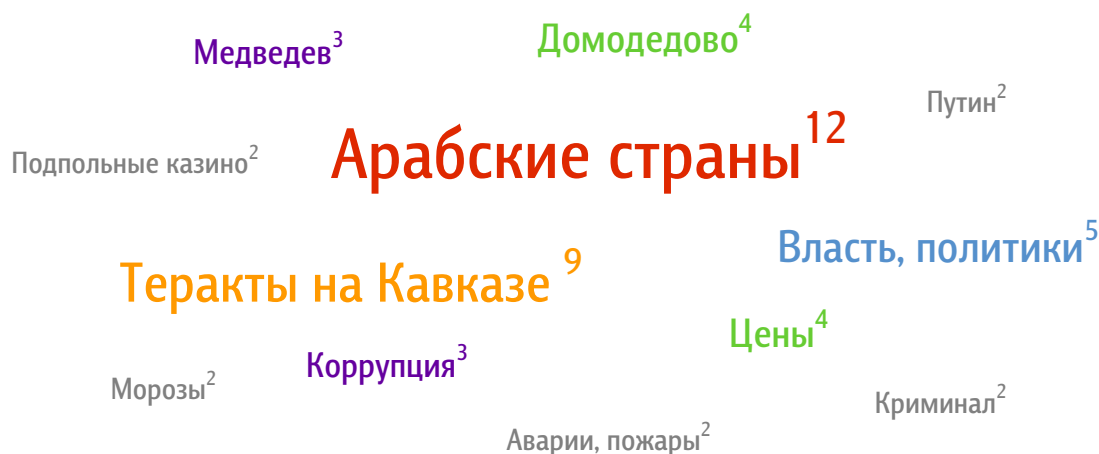 Медведев³
Домодедово⁴
Путин²
Арабские страны¹²
Подпольные казино²
Власть, политики⁵
Теракты на Кавказе ⁹
Цены⁴
Коррупция³
Морозы²
Криминал²
Аварии, пожары²